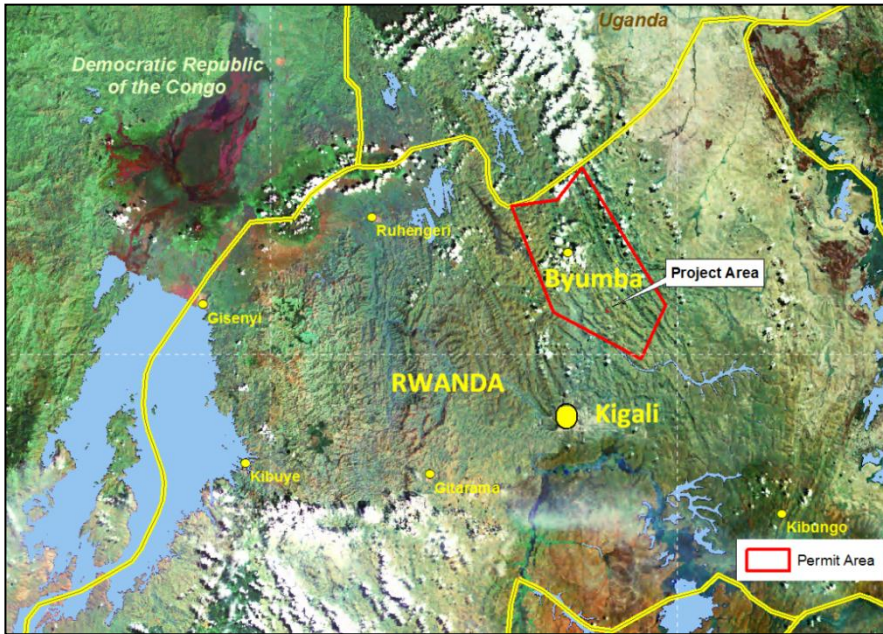 Uganda
Democratic Republic
of the Congo
Ruhengeri
Byumba
Project Area
Gisenyi
RWANDA
Kigali
Kibuye
Gitarama
Kibungo
Permit Area